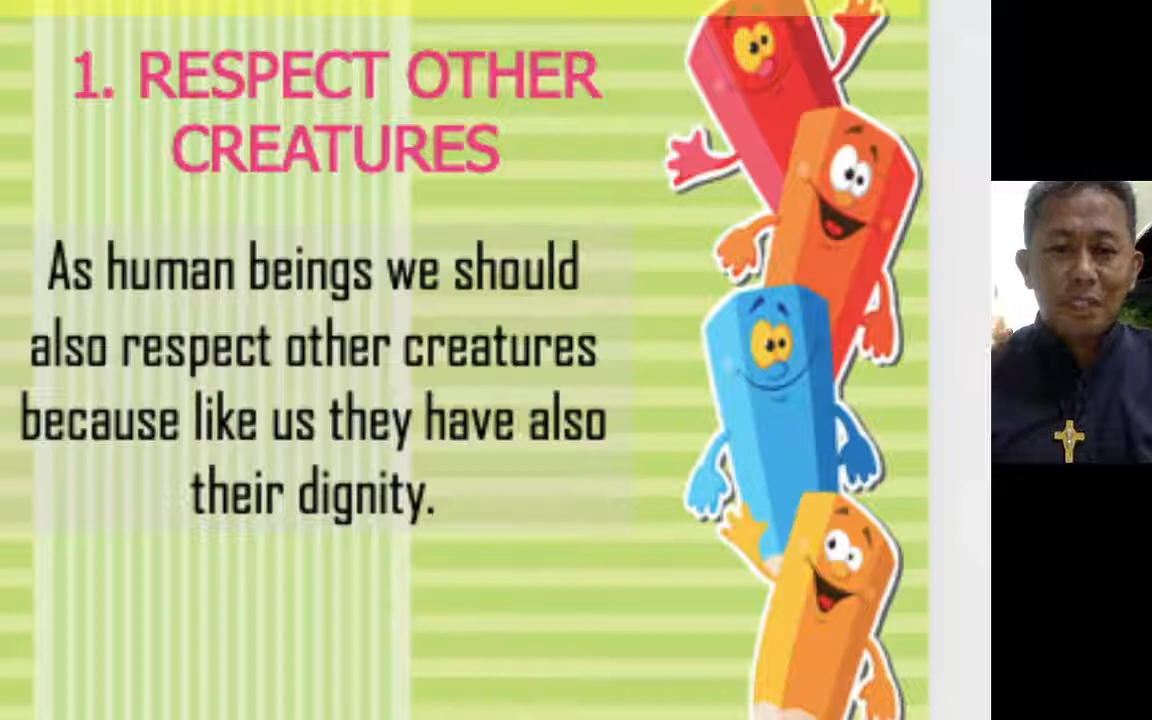 1. RESPECT OTHER
CREATURES
As human beings we should
also respect other creatures
because like us they have also
their dignity.